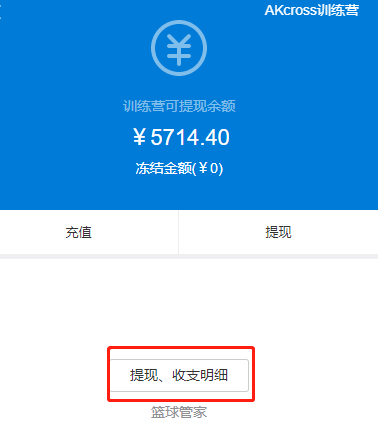 AKcross训练营
训练营可提现余额
￥5714.40
冻结金额(￥0)
充值
提现
提现、收支明细
篮球管家